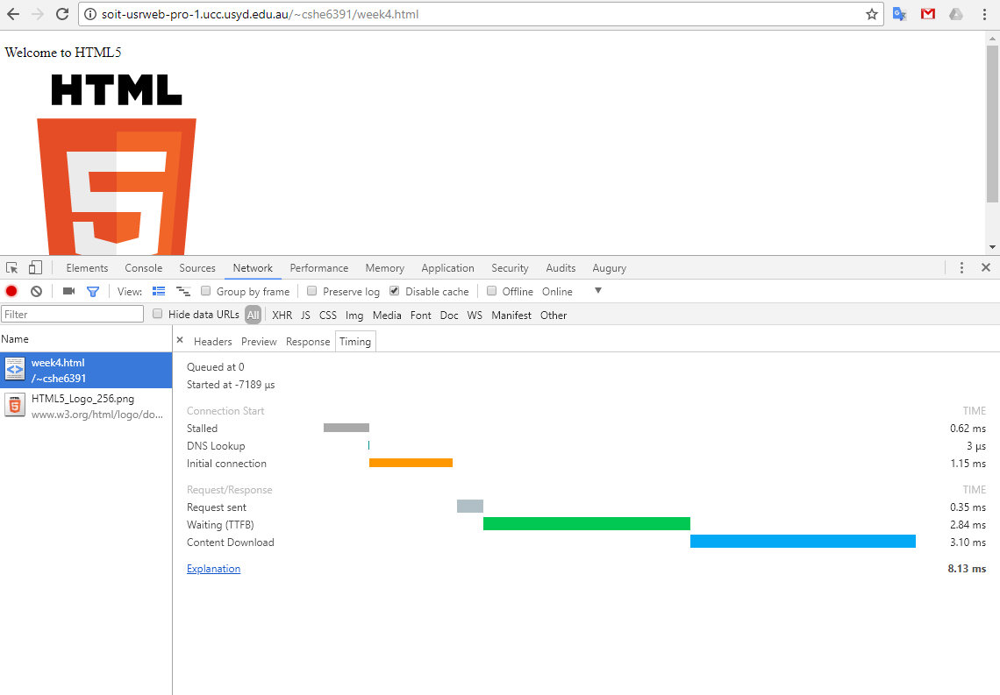 soit-usrweb-pro-1.ucc.usyd.edu.au/~cshe6391/week4.html
Welcome to HTML5
HTML
5
Elements Console Sources Network Performance Memory Application Security Audits Augury
View: Group by frame Preserve log Disable cache Offline Online
Filter Hide data URLs All XHR JS CSS Img Media Font Doc WS Manifest Other
Name
week4.html
/~cshe6391
HTML5_Logo_256.png
www.w3.org/html/logo/do...
× Headers Preview Response Timing
Queued at 0
Started at -7189 μs
Connection Start TIME
Stalled 0.62 ms
DNS Lookup 3 μs
Initial connection 1.15 ms
Request/Response TIME
Request sent 0.35 ms
Waiting (TTFB) 2.84 ms
Content Download 3.10 ms
Explanation 8.13 ms